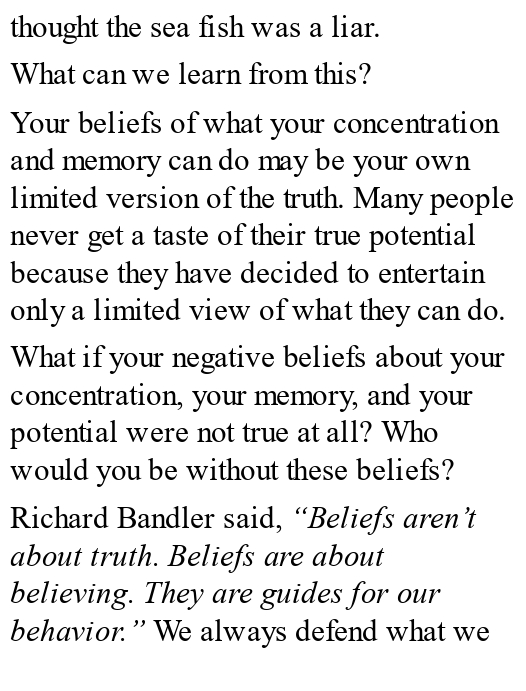 thought the sea fish was a liar.
What can we learn from this?
Your beliefs of what your concentration
and memory can do may be your own
limited version of the truth. Many people
never get a taste of their true potential
because they have decided to entertain
only a limited view of what they can do.
What if your negative beliefs about your
concentration, your memory, and your
potential were not true at all? Who
would you be without these beliefs?
Richard Bandler said, “Beliefs aren’t
about truth. Beliefs are about
believing. They are guides for our
behavior.” We always defend what we